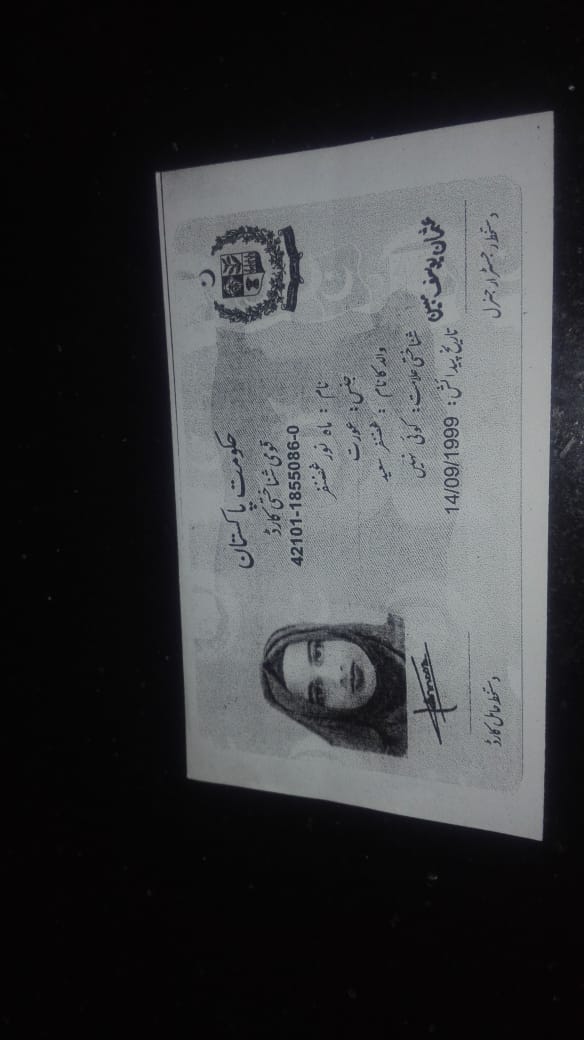 حکومت پاکستان
قومی شناختی کارڈ
42101-1855086-0
نام : ماہ نور غضنفر
جنس : عورت
والد کا نام : غضنفر سعید
شناختی علامت : کوئی نہیں
تاریخ پیدائش : 14/09/1999
عثمان یوسف مبین
دستخط رجسٹرار جنرل
دستخط حامل کارڈ